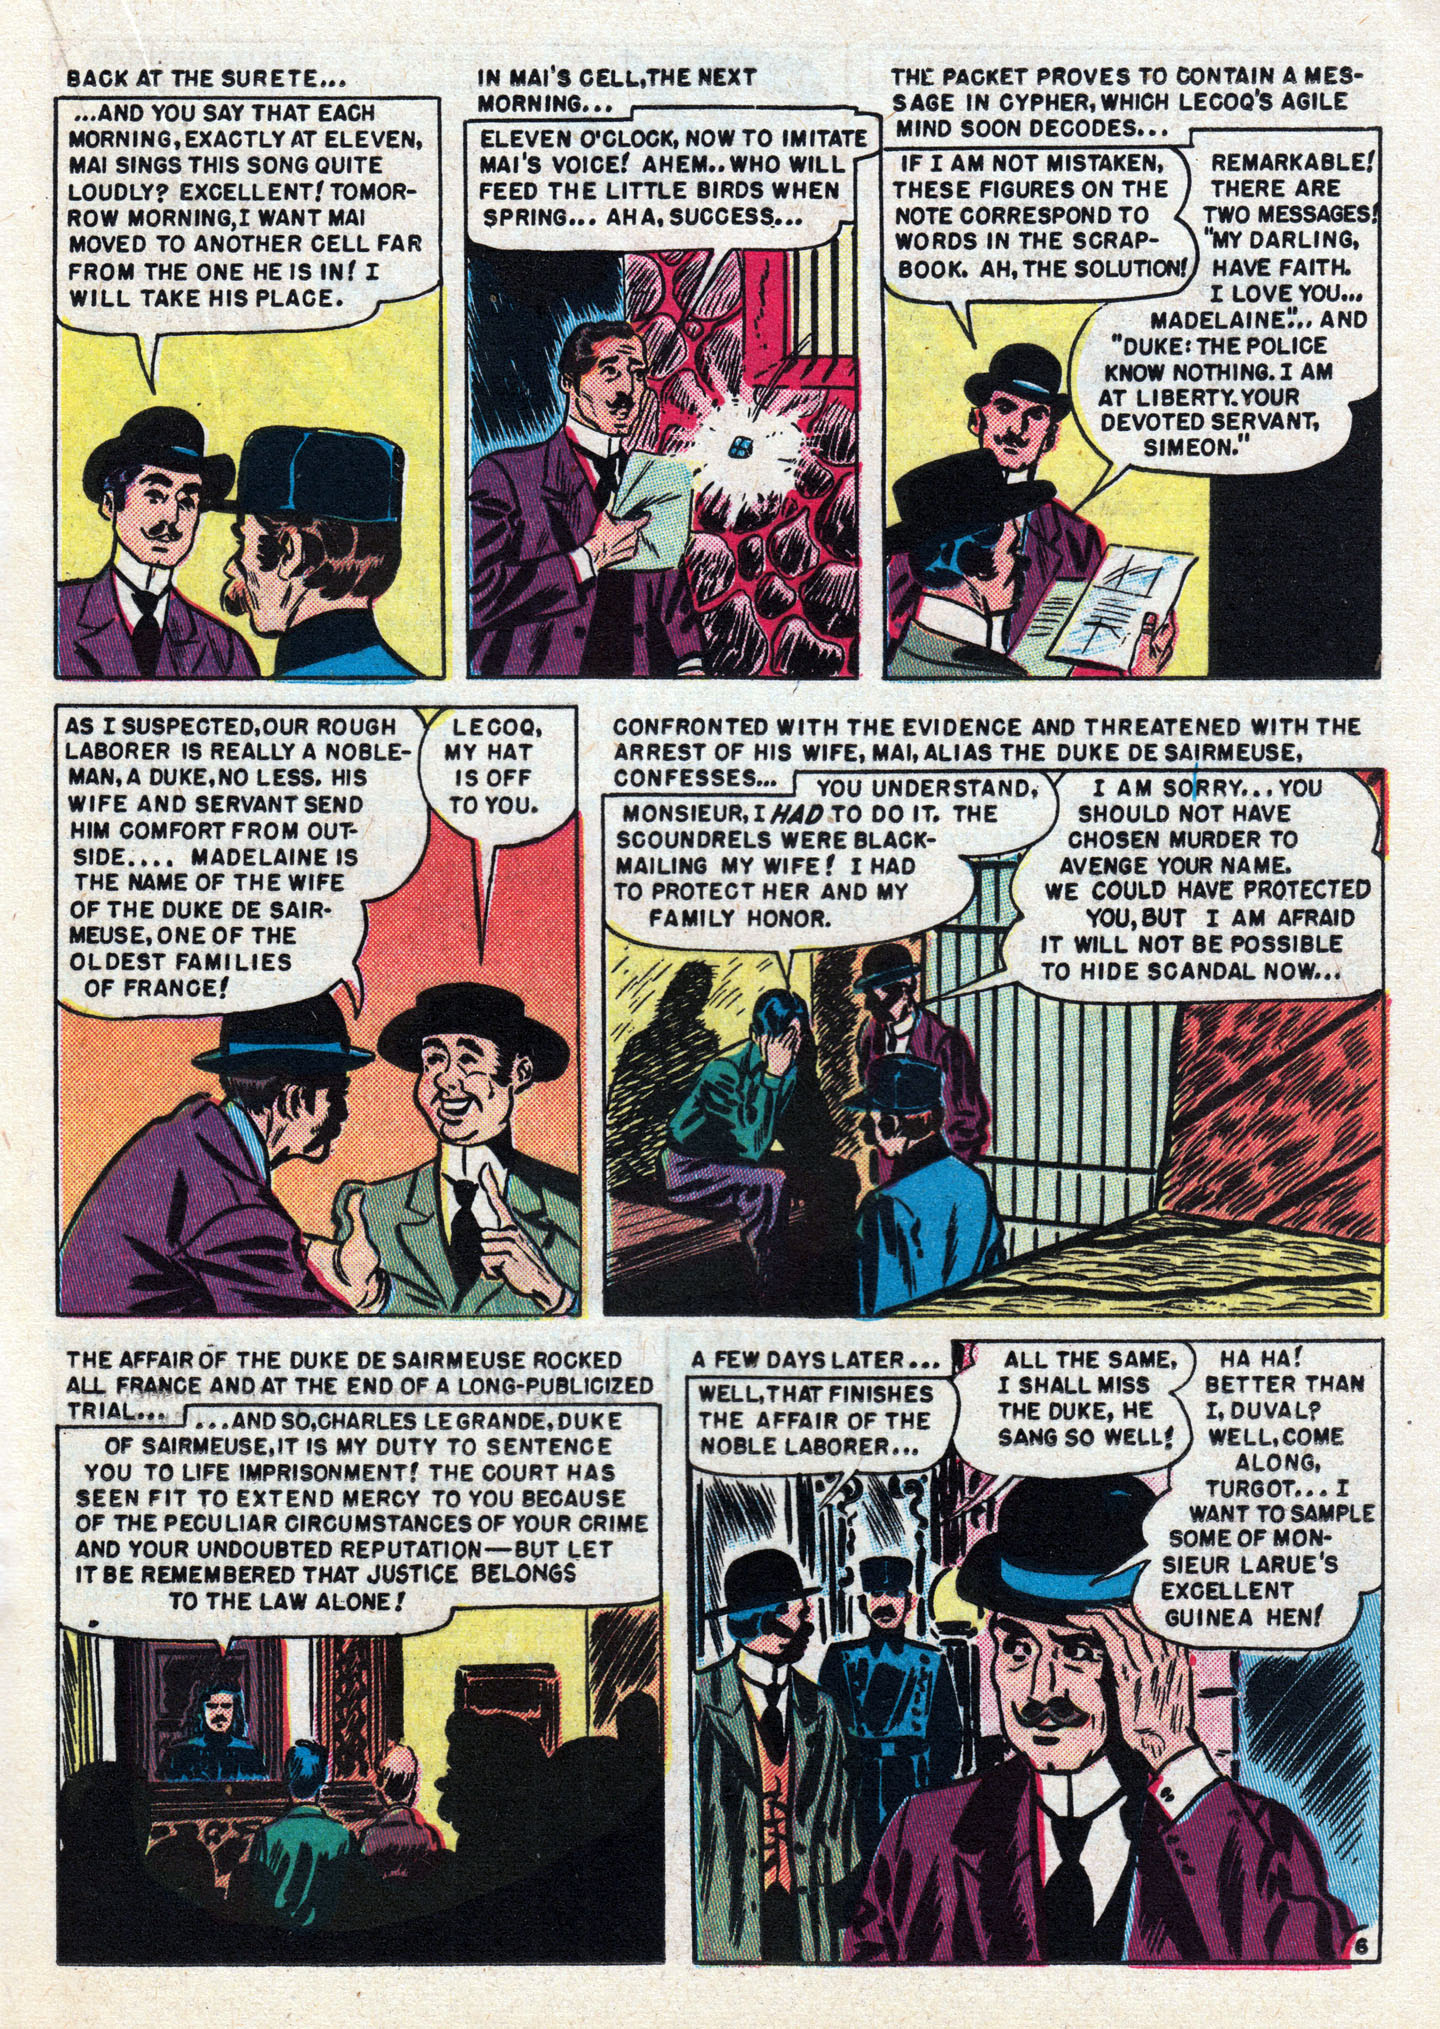 BACK AT THE SURETE...
...AND YOU SAY THAT EACH
MORNING, EXACTLY AT ELEVEN,
MAI SINGS THIS SONG QUITE
LOUDLY? EXCELLENT! TOMOR-
ROW MORNING, I WANT MAI
MOVED TO ANOTHER CELL FAR
FROM THE ONE HE IS IN! I
WILL TAKE HIS PLACE.
IN MAI'S CELL, THE NEXT
MORNING...
ELEVEN O'CLOCK, NOW TO IMITATE
MAI'S VOICE! AHEM.. WHO WILL
FEED THE LITTLE BIRDS WHEN
SPRING... AHA, SUCCESS...
THE PACKET PROVES TO CONTAIN A MES-
SAGE IN CYPHER, WHICH LECOQ'S AGILE
MIND SOON DECODES...
IF I AM NOT MISTAKEN,
THESE FIGURES ON THE
NOTE CORRESPOND TO
WORDS IN THE SCRAP-
BOOK. AH, THE SOLUTION!
REMARKABLE!
THERE ARE
TWO MESSAGES!
"MY DARLING,
HAVE FAITH.
I LOVE YOU...
MADELAINE"... AND
"DUKE: THE POLICE
KNOW NOTHING. I AM
AT LIBERTY. YOUR
DEVOTED SERVANT,
SIMEON."
AS I SUSPECTED, OUR ROUGH
LABORER IS REALLY A NOBLE-
MAN, A DUKE, NO LESS. HIS
WIFE AND SERVANT SEND
HIM COMFORT FROM OUT-
SIDE.... MADELAINE IS
THE NAME OF THE WIFE
OF THE DUKE DE SAIR-
MEUSE, ONE OF THE
OLDEST FAMILIES
OF FRANCE!
LECOQ,
MY HAT
IS OFF
TO YOU.
CONFRONTED WITH THE EVIDENCE AND THREATENED WITH THE
ARREST OF HIS WIFE, MAI, ALIAS THE DUKE DE SAIRMEUSE,
CONFESSES...
YOU UNDERSTAND,
MONSIEUR, I HAD TO DO IT. THE
SCOUNDRELS WERE BLACK-
MAILING MY WIFE! I HAD
TO PROTECT HER AND MY
FAMILY HONOR.
I AM SORRY... YOU
SHOULD NOT HAVE
CHOSEN MURDER TO
AVENGE YOUR NAME.
WE COULD HAVE PROTECTED
YOU, BUT I AM AFRAID
IT WILL NOT BE POSSIBLE
TO HIDE SCANDAL NOW...
THE AFFAIR OF THE DUKE DE SAIRMEUSE ROCKED
ALL FRANCE AND AT THE END OF A LONG-PUBLICIZED
TRIAL...
...AND SO, CHARLES LE GRANDE, DUKE
OF SAIRMEUSE, IT IS MY DUTY TO SENTENCE
YOU TO LIFE IMPRISONMENT! THE COURT HAS
SEEN FIT TO EXTEND MERCY TO YOU BECAUSE
OF THE PECULIAR CIRCUMSTANCES OF YOUR CRIME
AND YOUR UNDOUBTED REPUTATION—BUT LET
IT BE REMEMBERED THAT JUSTICE BELONGS
TO THE LAW ALONE!
A FEW DAYS LATER...
WELL, THAT FINISHES
THE AFFAIR OF THE
NOBLE LABORER...
ALL THE SAME,
I SHALL MISS
THE DUKE, HE
SANG SO WELL!
HA HA!
BETTER THAN
I, DUVAL?
WELL, COME
ALONG,
TURGOT... I
WANT TO SAMPLE
SOME OF MON-
SIEUR LARUE'S
EXCELLENT
GUINEA HEN!
6